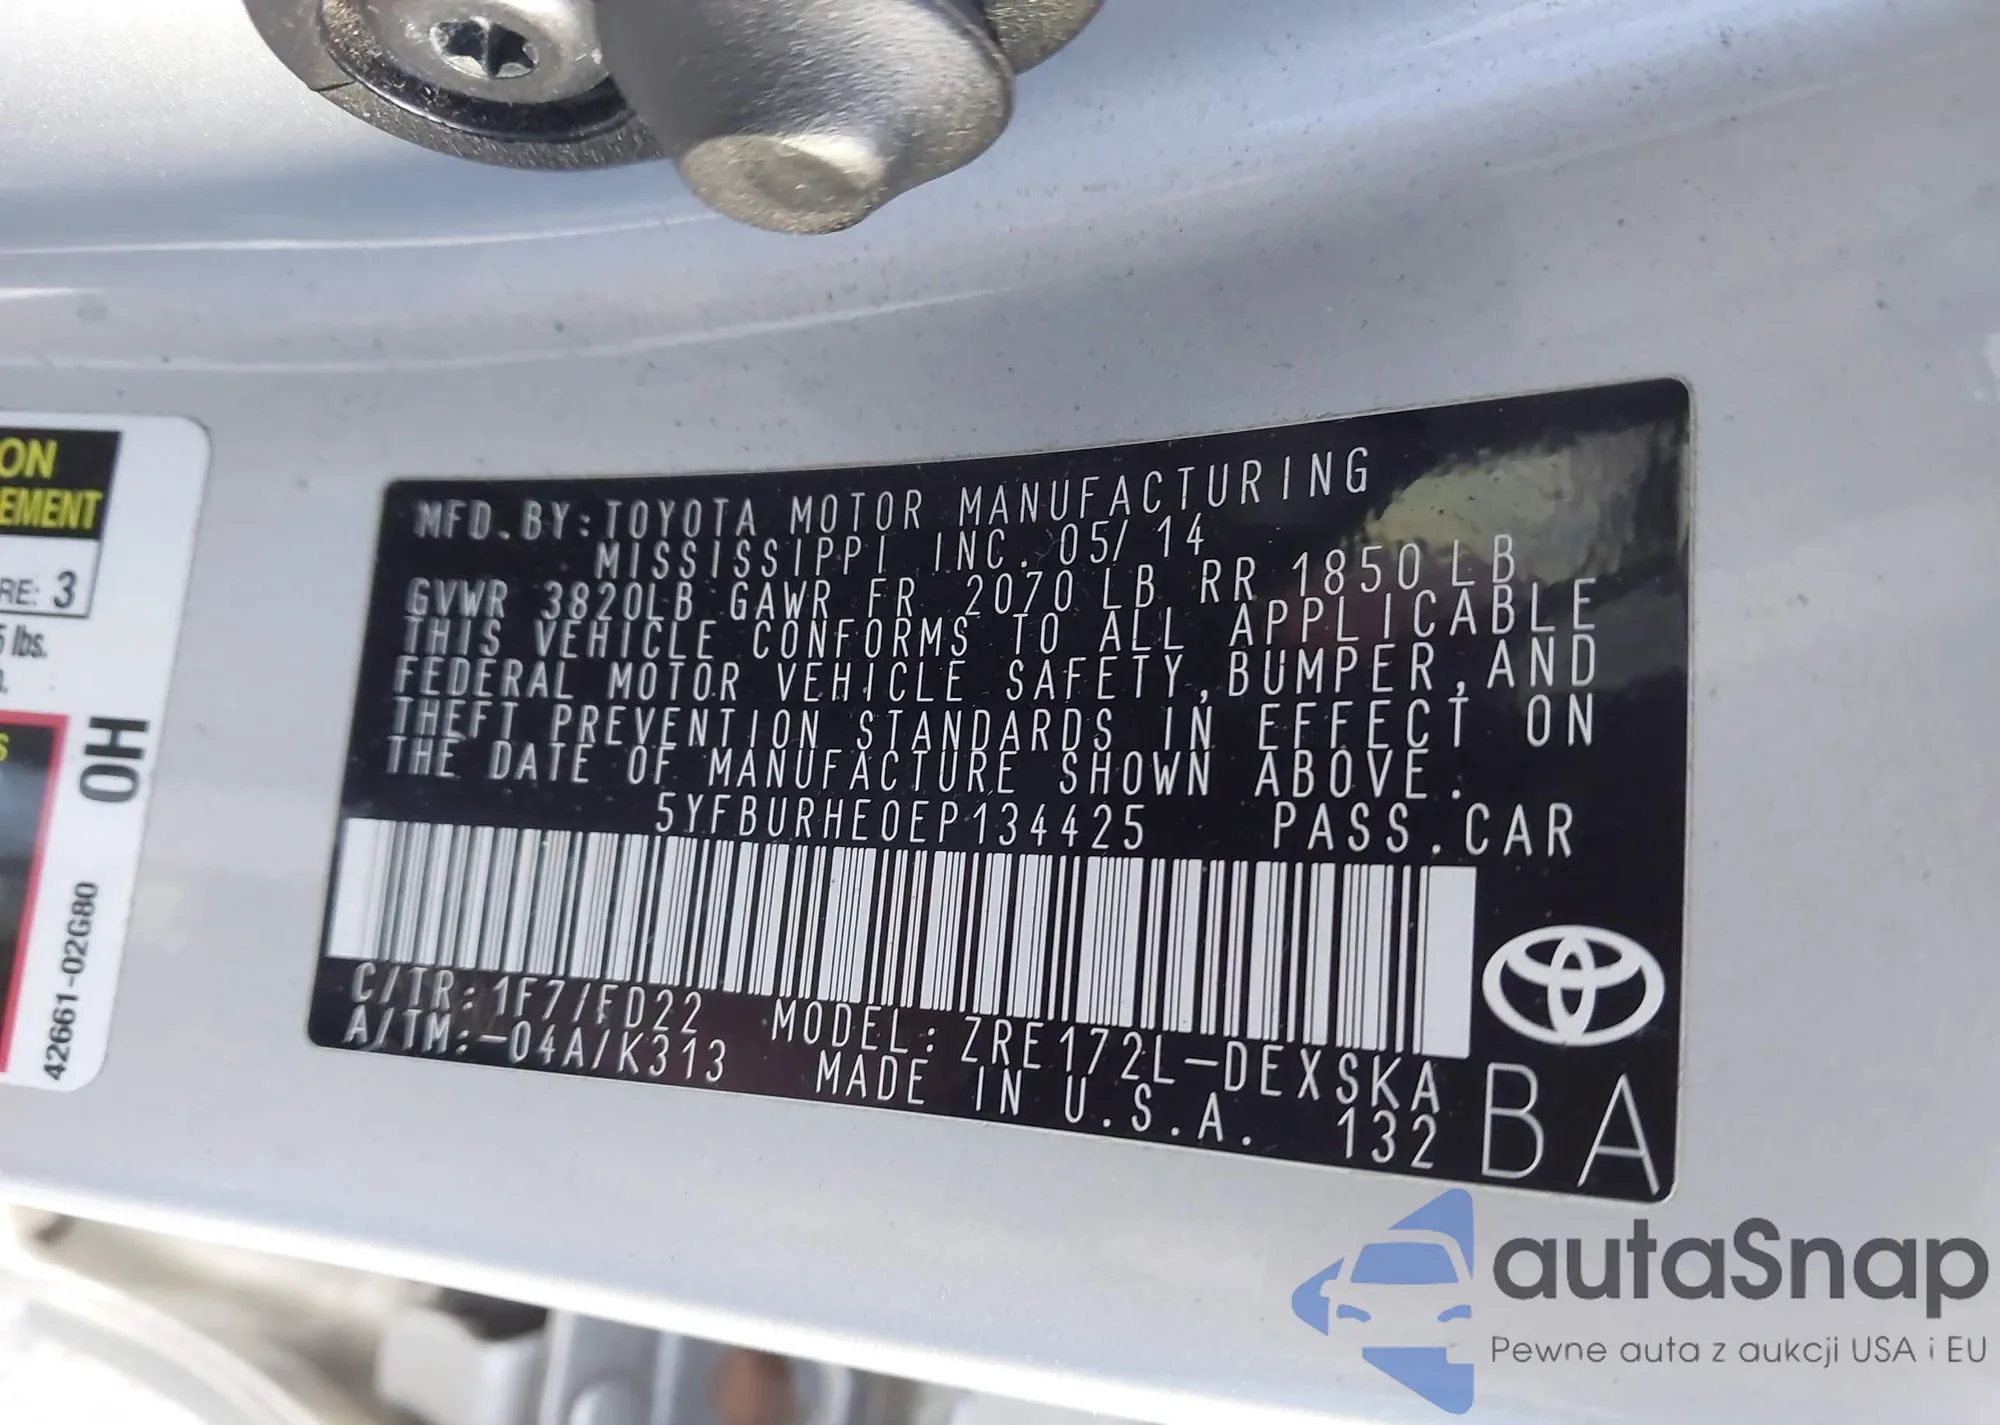 ON
EMENT
RE: 3
5 lbs.
S
OH
42661-02G80
MFD.BY:TOYOTA MOTOR MANUFACTURING
MISSISSIPPI INC. 05/14
GVWR 3820LB GAWR FR 2070LB RR 1850LB
THIS VEHICLE CONFORMS TO ALL APPLICABLE
FEDERAL MOTOR VEHICLE SAFETY,BUMPER,AND
THEFT PREVENTION STANDARDS IN EFFECT ON
THE DATE OF MANUFACTURE SHOWN ABOVE.
5YFBURHE0EP134425 PASS.CAR
C/TR:1F7/FD22 MODEL:ZRE172L-DEXSKA
A/TM:-04A/K313 MADE IN U.S.A. 132
BA
autaSnap
Pewne auta z aukcji USA i EU